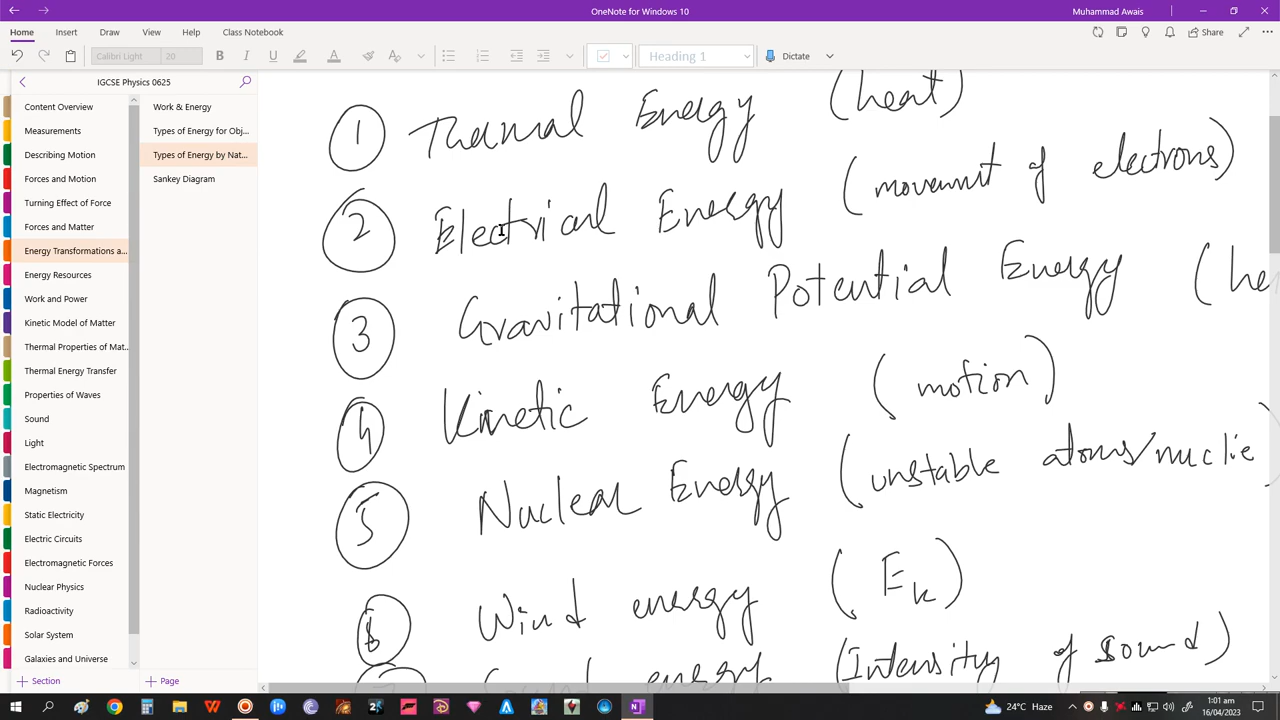 OneNote for Windows 10
Muhammad Awais
Home Insert Draw View Help Class Notebook
Share
Calibri Light 20 B I U Heading 1 Dictate
IGCSE Physics 0625
Content Overview
Measurements
Describing Motion
Forces and Motion
Turning Effect of Force
Forces and Matter
Energy Transformations a...
Energy Resources
Work and Power
Kinetic Model of Matter
Thermal Properties of Mat...
Thermal Energy Transfer
Properties of Waves
Sound
Light
Electromagnetic Spectrum
Magnetism
Static Electricity
Electric Circuits
Electromagnetic Forces
Nuclear Physics
Radioactivity
Solar System
Galaxies and Universe
+ Section
Work & Energy
Types of Energy for Obj...
Types of Energy by Nat...
Sankey Diagram
+ Page
1 Thermal Energy (heat)
2 Electrical Energy (movement of electrons)
3 Gravitational Potential Energy (he
4 Kinetic Energy (motion)
5 Nuclear Energy (unstable atoms/nuclie)
6 Wind energy (Ek)
energy (Intensity of sound)
24°C Haze
1:01 am
16/04/2023